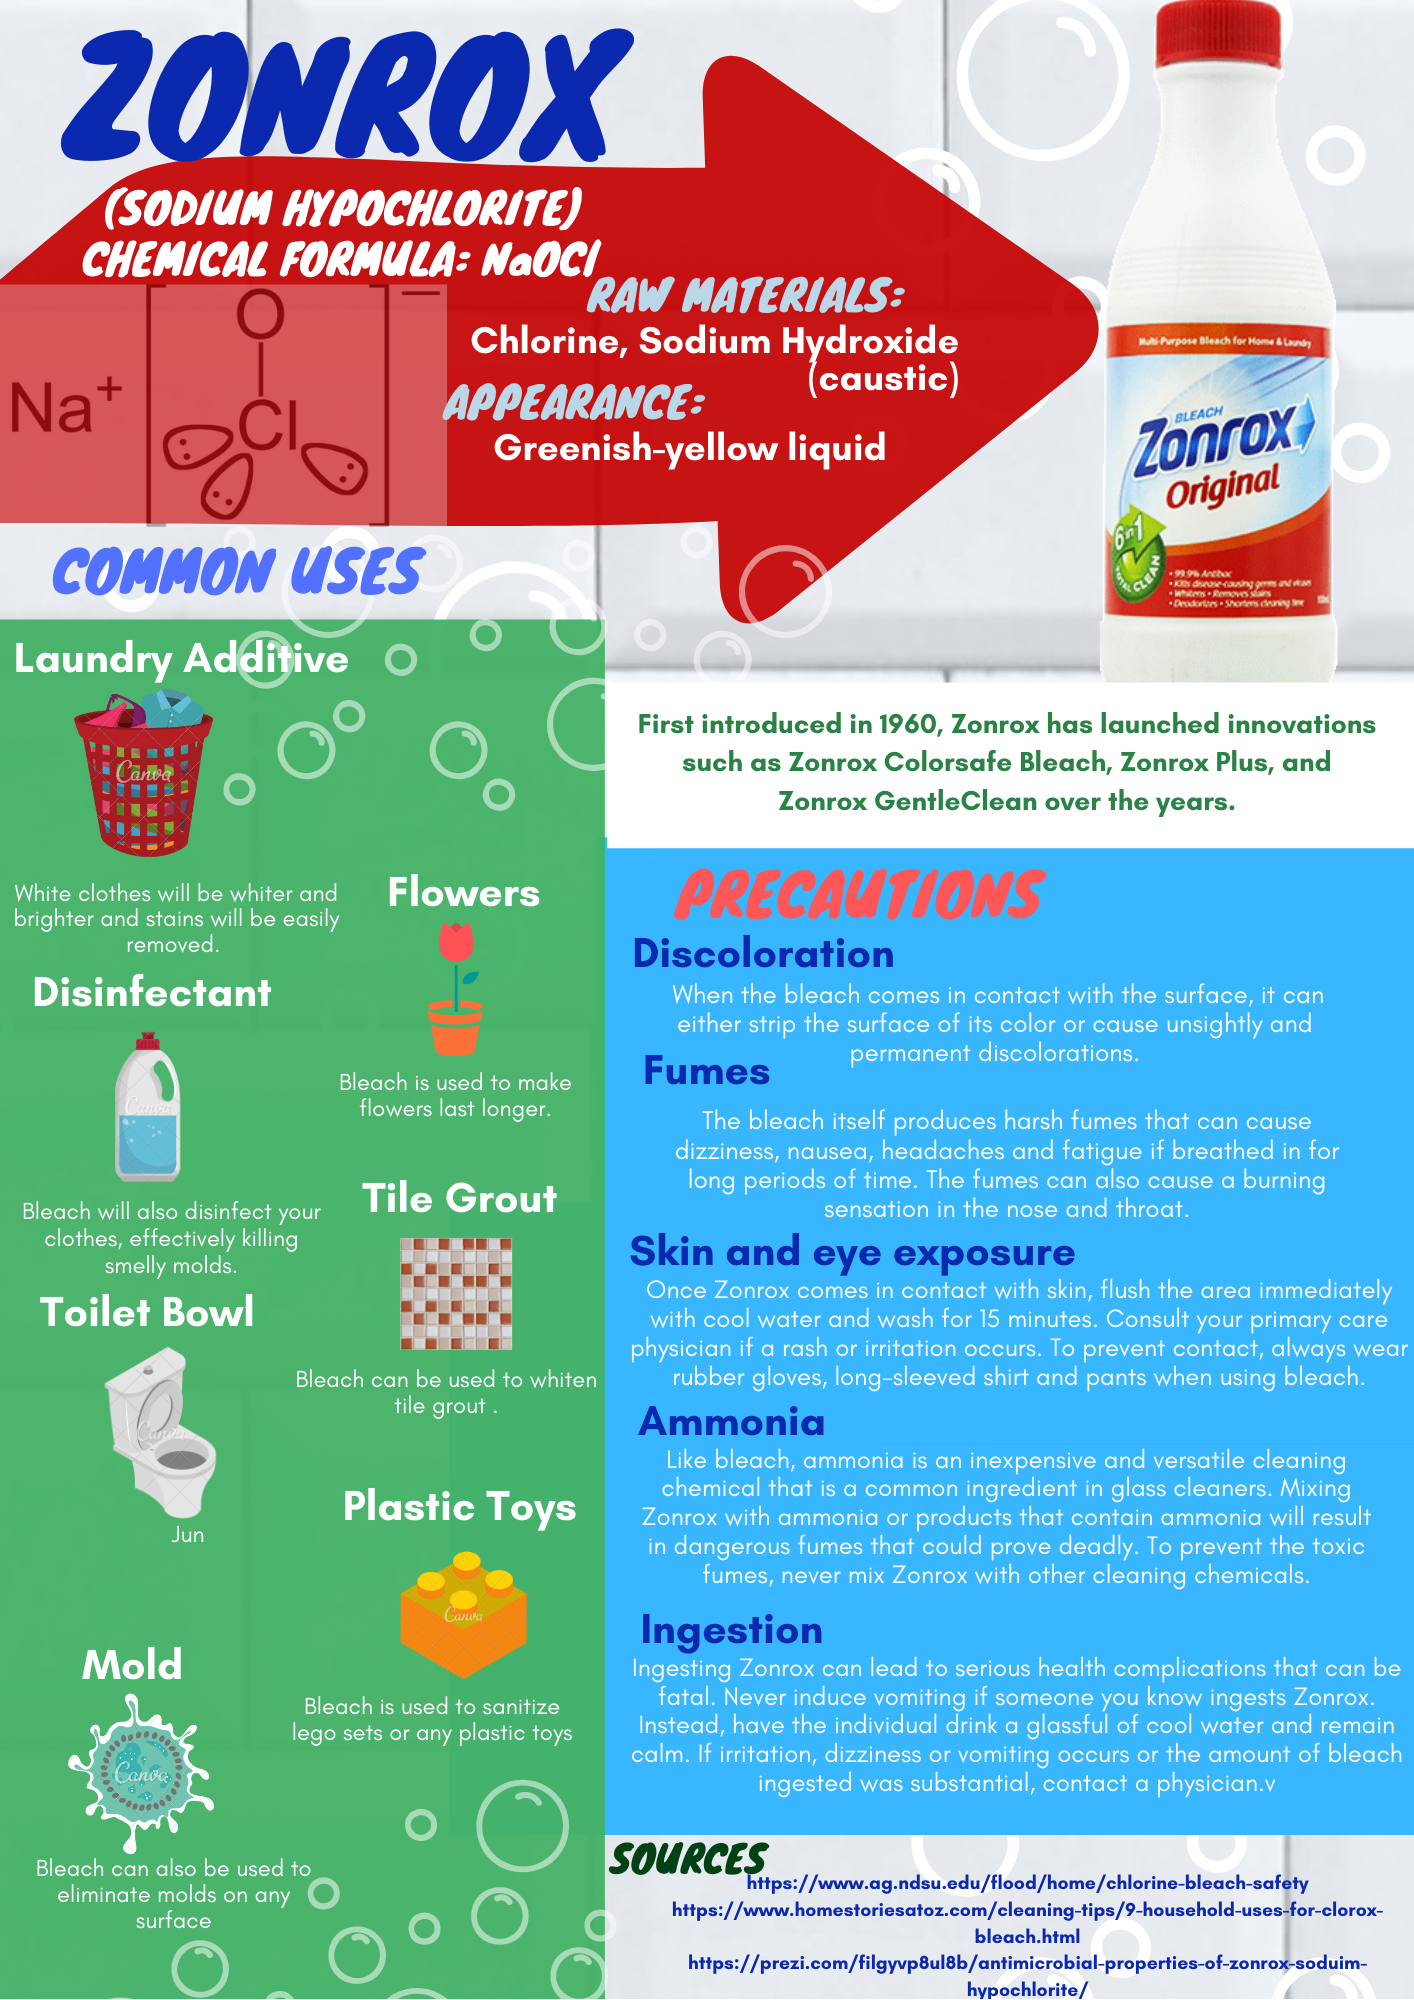 ZONROX
(SODIUM HYPOCHLORITE)
CHEMICAL FORMULA: NaOCl
RAW MATERIALS:
Chlorine, Sodium Hydroxide
(caustic)
APPEARANCE:
Greenish-yellow liquid
Na+
O
Cl
–
Multi-Purpose Bleach for Home & Laundry
BLEACH
Zonrox
Original
6 in 1
TOTAL CLEAN
• 99.9% Antibac
• Kills disease-causing germs and viruses
• Whitens • Removes stains
• Deodorizes • Shortens cleaning time
COMMON USES
Laundry Additive
Canva
White clothes will be whiter and
brighter and stains will be easily
removed.
Flowers
Bleach is used to make
flowers last longer.
Disinfectant
Canva
Bleach will also disinfect your
clothes, effectively killing
smelly molds.
Tile Grout
Bleach can be used to whiten
tile grout .
Toilet Bowl
Canva
Jun
Plastic Toys
Canva
Bleach is used to sanitize
lego sets or any plastic toys
Mold
Canva
Bleach can also be used to
eliminate molds on any
surface
First introduced in 1960, Zonrox has launched innovations
such as Zonrox Colorsafe Bleach, Zonrox Plus, and
Zonrox GentleClean over the years.
PRECAUTIONS
Discoloration
When the bleach comes in contact with the surface, it can
either strip the surface of its color or cause unsightly and
permanent discolorations.
Fumes
The bleach itself produces harsh fumes that can cause
dizziness, nausea, headaches and fatigue if breathed in for
long periods of time. The fumes can also cause a burning
sensation in the nose and throat.
Skin and eye exposure
Once Zonrox comes in contact with skin, flush the area immediately
with cool water and wash for 15 minutes. Consult your primary care
physician if a rash or irritation occurs. To prevent contact, always wear
rubber gloves, long-sleeved shirt and pants when using bleach.
Ammonia
Like bleach, ammonia is an inexpensive and versatile cleaning
chemical that is a common ingredient in glass cleaners. Mixing
Zonrox with ammonia or products that contain ammonia will result
in dangerous fumes that could prove deadly. To prevent the toxic
fumes, never mix Zonrox with other cleaning chemicals.
Ingestion
Ingesting Zonrox can lead to serious health complications that can be
fatal. Never induce vomiting if someone you know ingests Zonrox.
Instead, have the individual drink a glassful of cool water and remain
calm. If irritation, dizziness or vomiting occurs or the amount of bleach
ingested was substantial, contact a physician.v
SOURCES
https://www.ag.ndsu.edu/flood/home/chlorine-bleach-safety
https://www.homestoriesatoz.com/cleaning-tips/9-household-uses-for-clorox-
bleach.html
https://prezi.com/filgyvp8ul8b/antimicrobial-properties-of-zonrox-soduim-
hypochlorite/